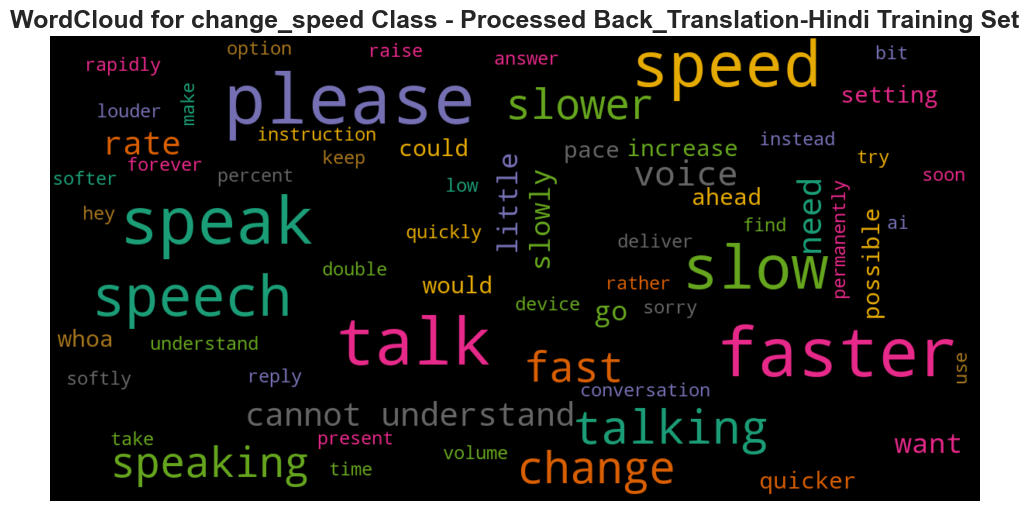 WordCloud for change_speed Class - Processed Back_Translation-Hindi Training Set
option
raise
answer
speed
bit
rapidly
please
slower
setting
louder
make
instruction
rate
keep
could
pace
increase
instead
try
forever
softer
percent
low
little
slowly
voice
ahead
need
permanently
soon
hey
speak
quickly
find
possible
ai
deliver
double
would
rather
slow
speech
device
go
sorry
whoa
understand
talk
fast
faster
use
softly
reply
conversation
cannot understand
talking
want
take
present
volume
speaking
time
change
quicker